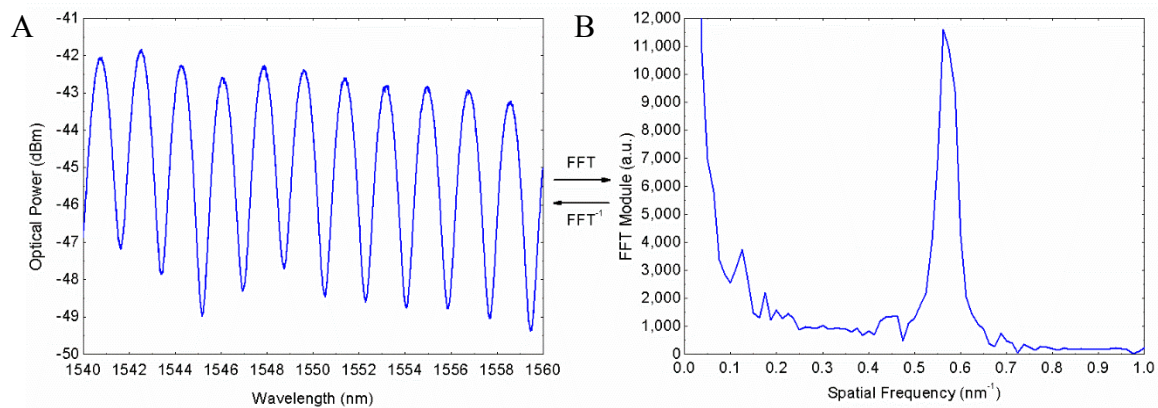 A
-41
-42
-43
-44
-45
-46
-47
-48
-49
-50
Optical Power (dBm)
1540 1542 1544 1546 1548 1550 1552 1554 1556 1558 1560
Wavelength (nm)
FFT
FFT⁻¹
B
12,000
11,000
10,000
9,000
8,000
7,000
6,000
5,000
4,000
3,000
2,000
1,000
0
FFT Module (a.u.)
0.0 0.1 0.2 0.3 0.4 0.5 0.6 0.7 0.8 0.9 1.0
Spatial Frequency (nm⁻¹)